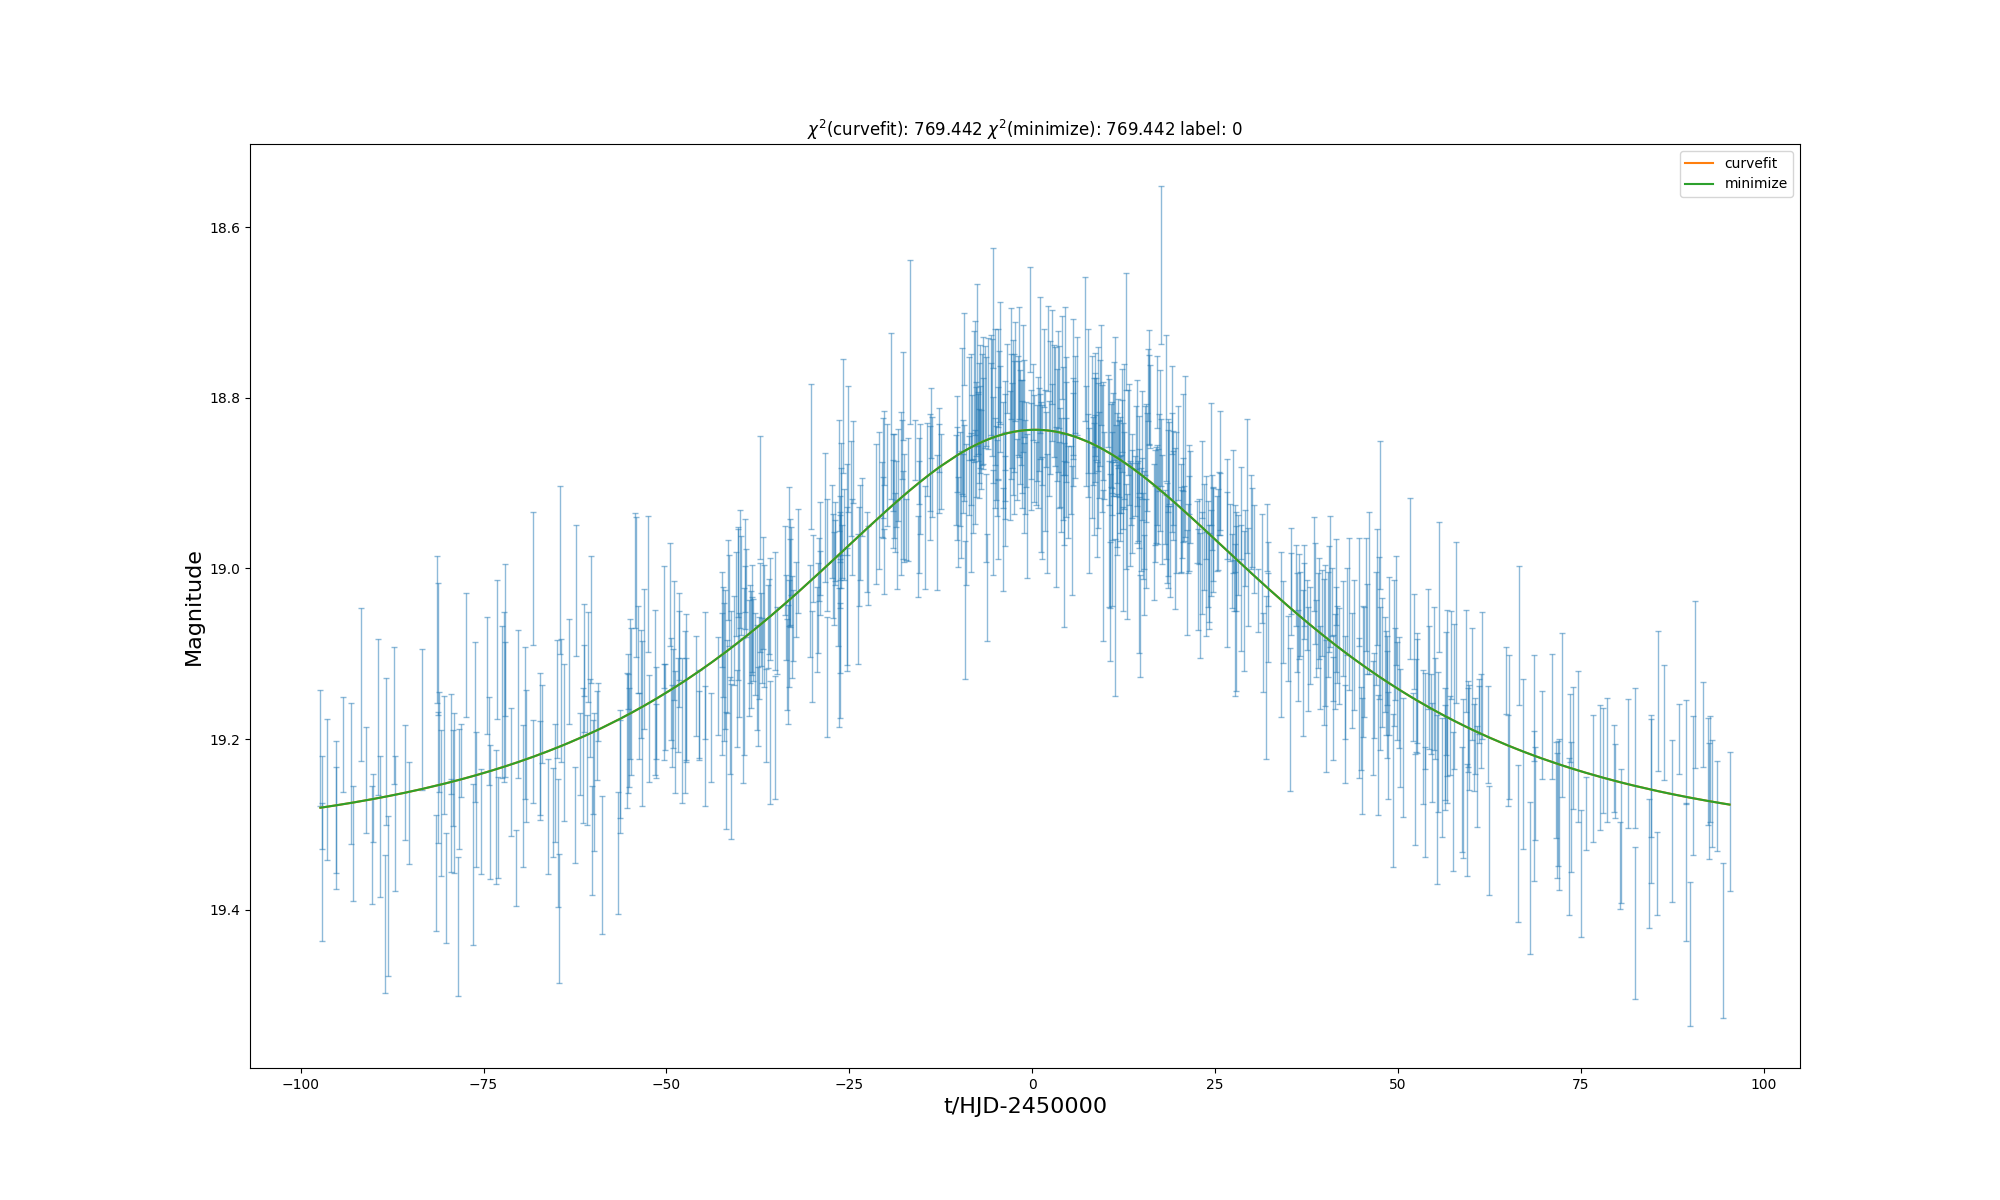 χ²(curvefit): 769.442 χ²(minimize): 769.442 label: 0
curvefit
minimize
18.6
18.8
19.0
19.2
19.4
Magnitude
−100
−75
−50
−25
0
25
50
75
100
t/HJD-2450000